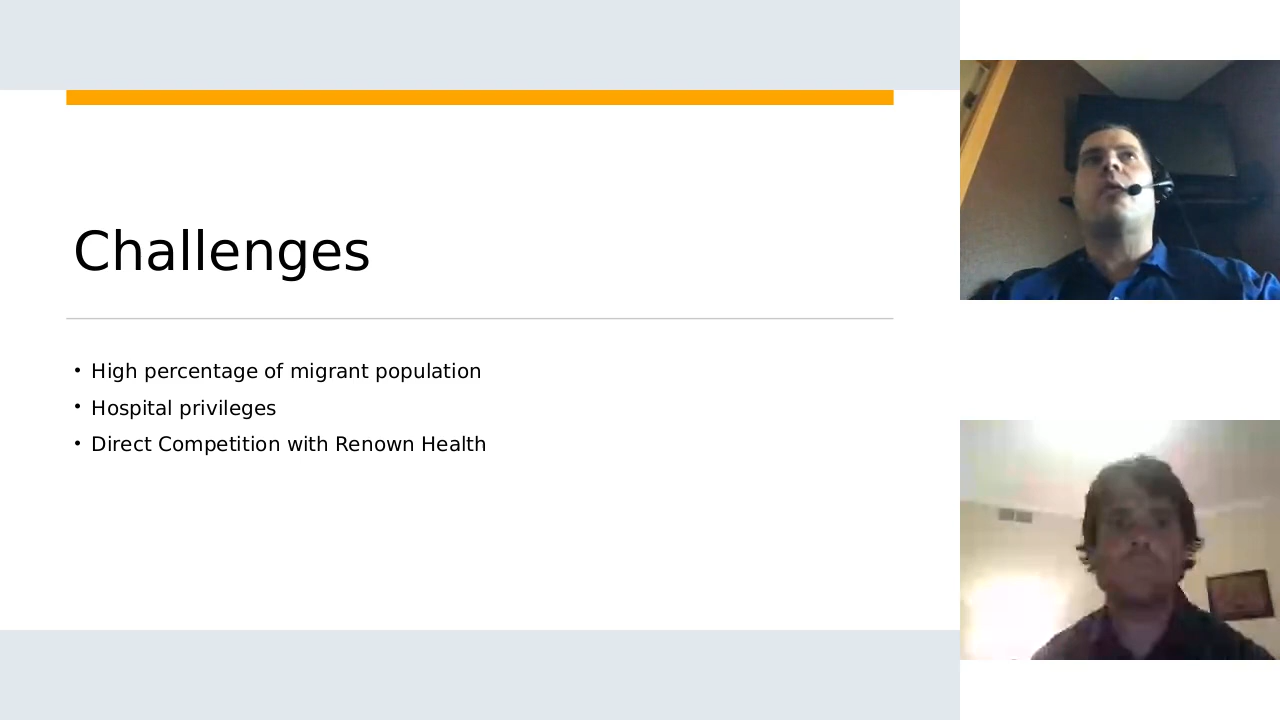 Challenges
• High percentage of migrant population
• Hospital privileges
• Direct Competition with Renown Health